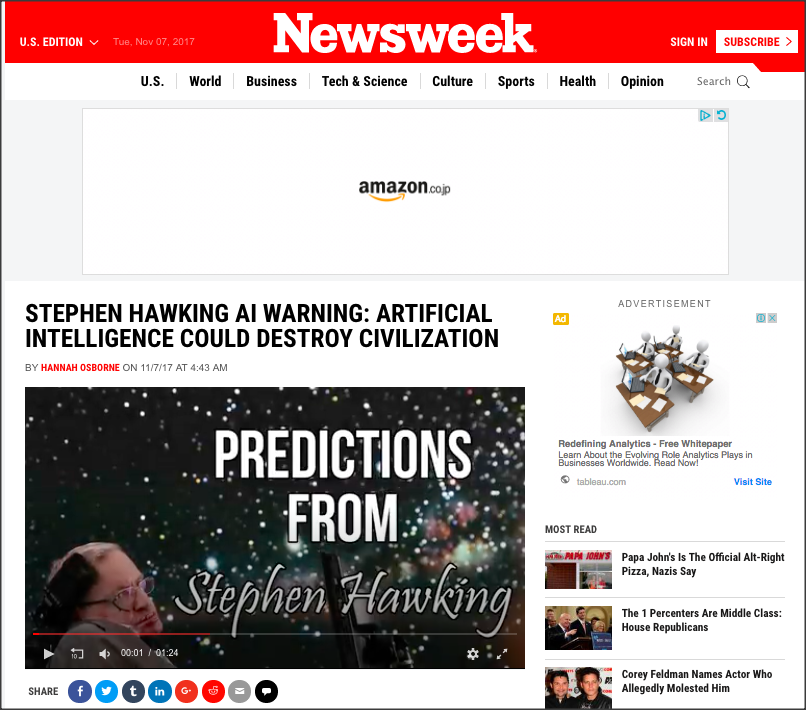 U.S. EDITION
Tue, Nov 07, 2017
Newsweek
SIGN IN
SUBSCRIBE
U.S.
World
Business
Tech & Science
Culture
Sports
Health
Opinion
Search
amazon.co.jp
STEPHEN HAWKING AI WARNING: ARTIFICIAL
INTELLIGENCE COULD DESTROY CIVILIZATION
BY HANNAH OSBORNE ON 11/7/17 AT 4:43 AM
PREDICTIONS
FROM
Stephen Hawking
10
00:01 / 01:24
SHARE
ADVERTISEMENT
Ad
Redefining Analytics - Free Whitepaper
Learn About the Evolving Role Analytics Plays in
Businesses Worldwide. Read Now!
tableau.com
Visit Site
MOST READ
PAPA JOHN'S
Papa John's Is The Official Alt-Right
Pizza, Nazis Say
The 1 Percenters Are Middle Class:
House Republicans
Corey Feldman Names Actor Who
Allegedly Molested Him